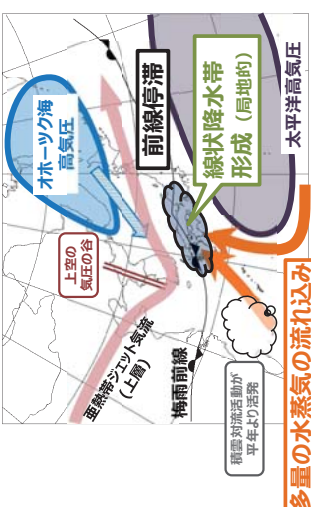 オホーツク海
高気圧
前線停滞
線状降水帯
形成（局地的）
太平洋高気圧
上空の
気圧の谷
亜熱帯ジェット気流
（上層）
梅雨前線
積雲対流活動が
平年より活発
多量の水蒸気の流れ込み